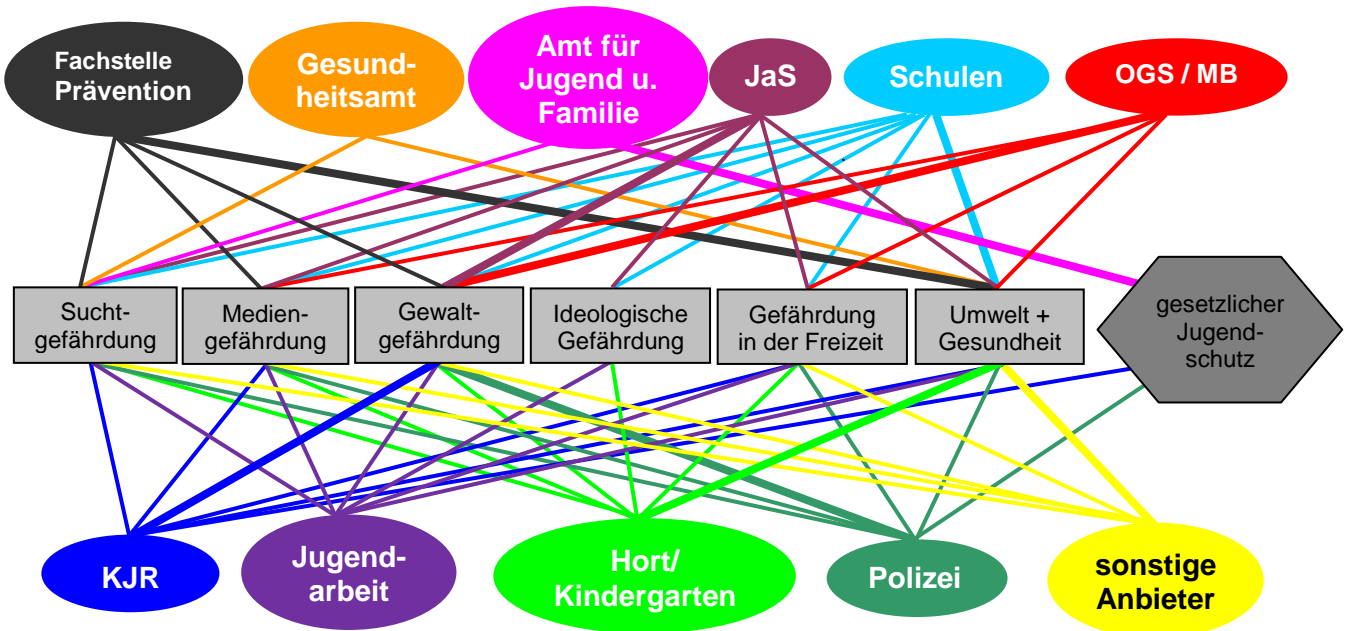 Fachstelle
Prävention
Gesund-
heitsamt
Amt für
Jugend u.
Familie
JaS
Schulen
OGS / MB
Sucht-
gefährdung
Medien-
gefährdung
Gewalt-
gefährdung
Ideologische
Gefährdung
Gefährdung
in der Freizeit
Umwelt +
Gesundheit
gesetzlicher
Jugend-
schutz
KJR
Jugend-
arbeit
Hort/
Kindergarten
Polizei
sonstige
Anbieter